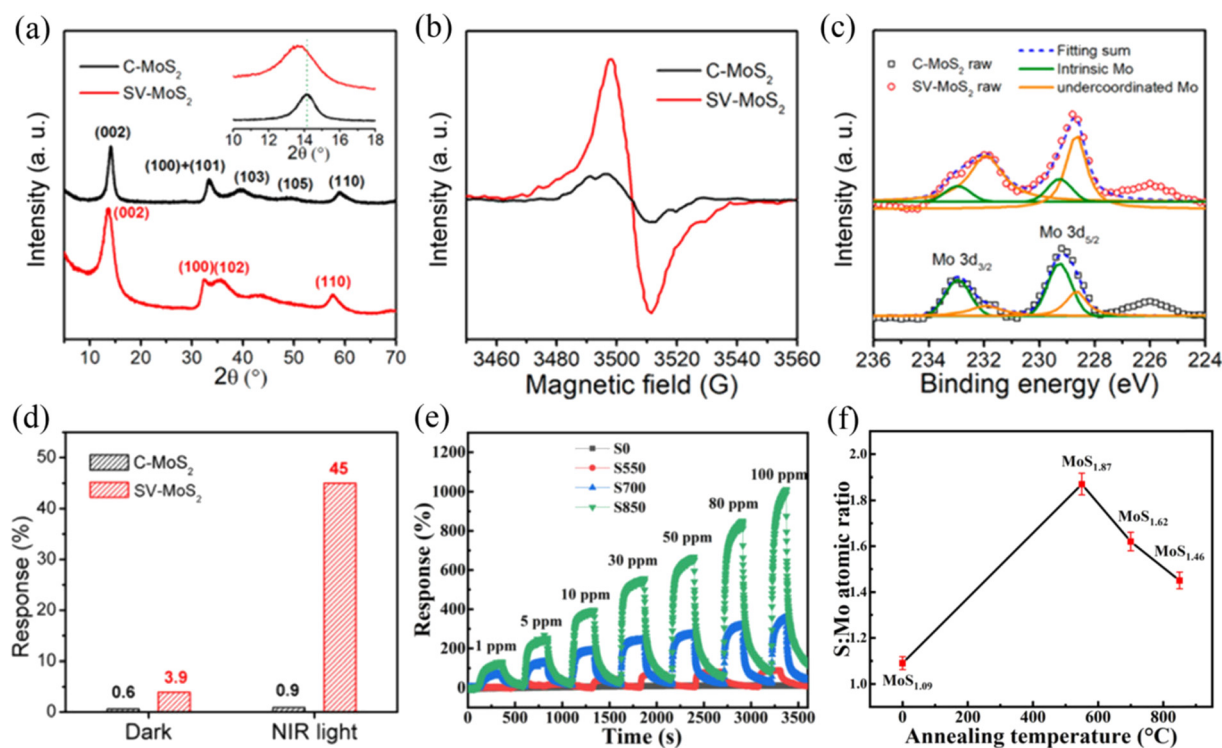 (a)
C-MoS2
SV-MoS2
(002)
(100)+(101)
(103)
(105)
(110)
(002)
(100)
(102)
(110)
10 12 14 16 18
2θ (°)
Intensity (a. u.)
10 20 30 40 50 60 70
2θ (°)
(b)
C-MoS2
SV-MoS2
Intensity (a. u.)
3450 3480 3510 3540 3560
Magnetic field (G)
(c)
C-MoS2 raw
SV-MoS2 raw
Fitting sum
Intrinsic Mo
undercoordinated Mo
Mo 3d3/2
Mo 3d5/2
Intensity (a. u.)
236 234 232 230 228 226 224
Binding energy (eV)
(d)
C-MoS2
SV-MoS2
0.6
3.9
0.9
45
Response (%)
50
40
30
20
10
0
Dark
NIR light
(e)
S0
S550
S700
S850
1 ppm
5 ppm
10 ppm
30 ppm
50 ppm
80 ppm
100 ppm
Response (%)
1200
1000
800
600
400
200
0
0 500 1000 1500 2000 2500 3000 3500
Time (s)
(f)
MoS1.09
MoS1.87
MoS1.62
MoS1.46
S:Mo atomic ratio
2.0
1.9
1.8
1.6
1.4
1.2
1.1
1.0
0 200 400 600 800
Annealing temperature (°C)